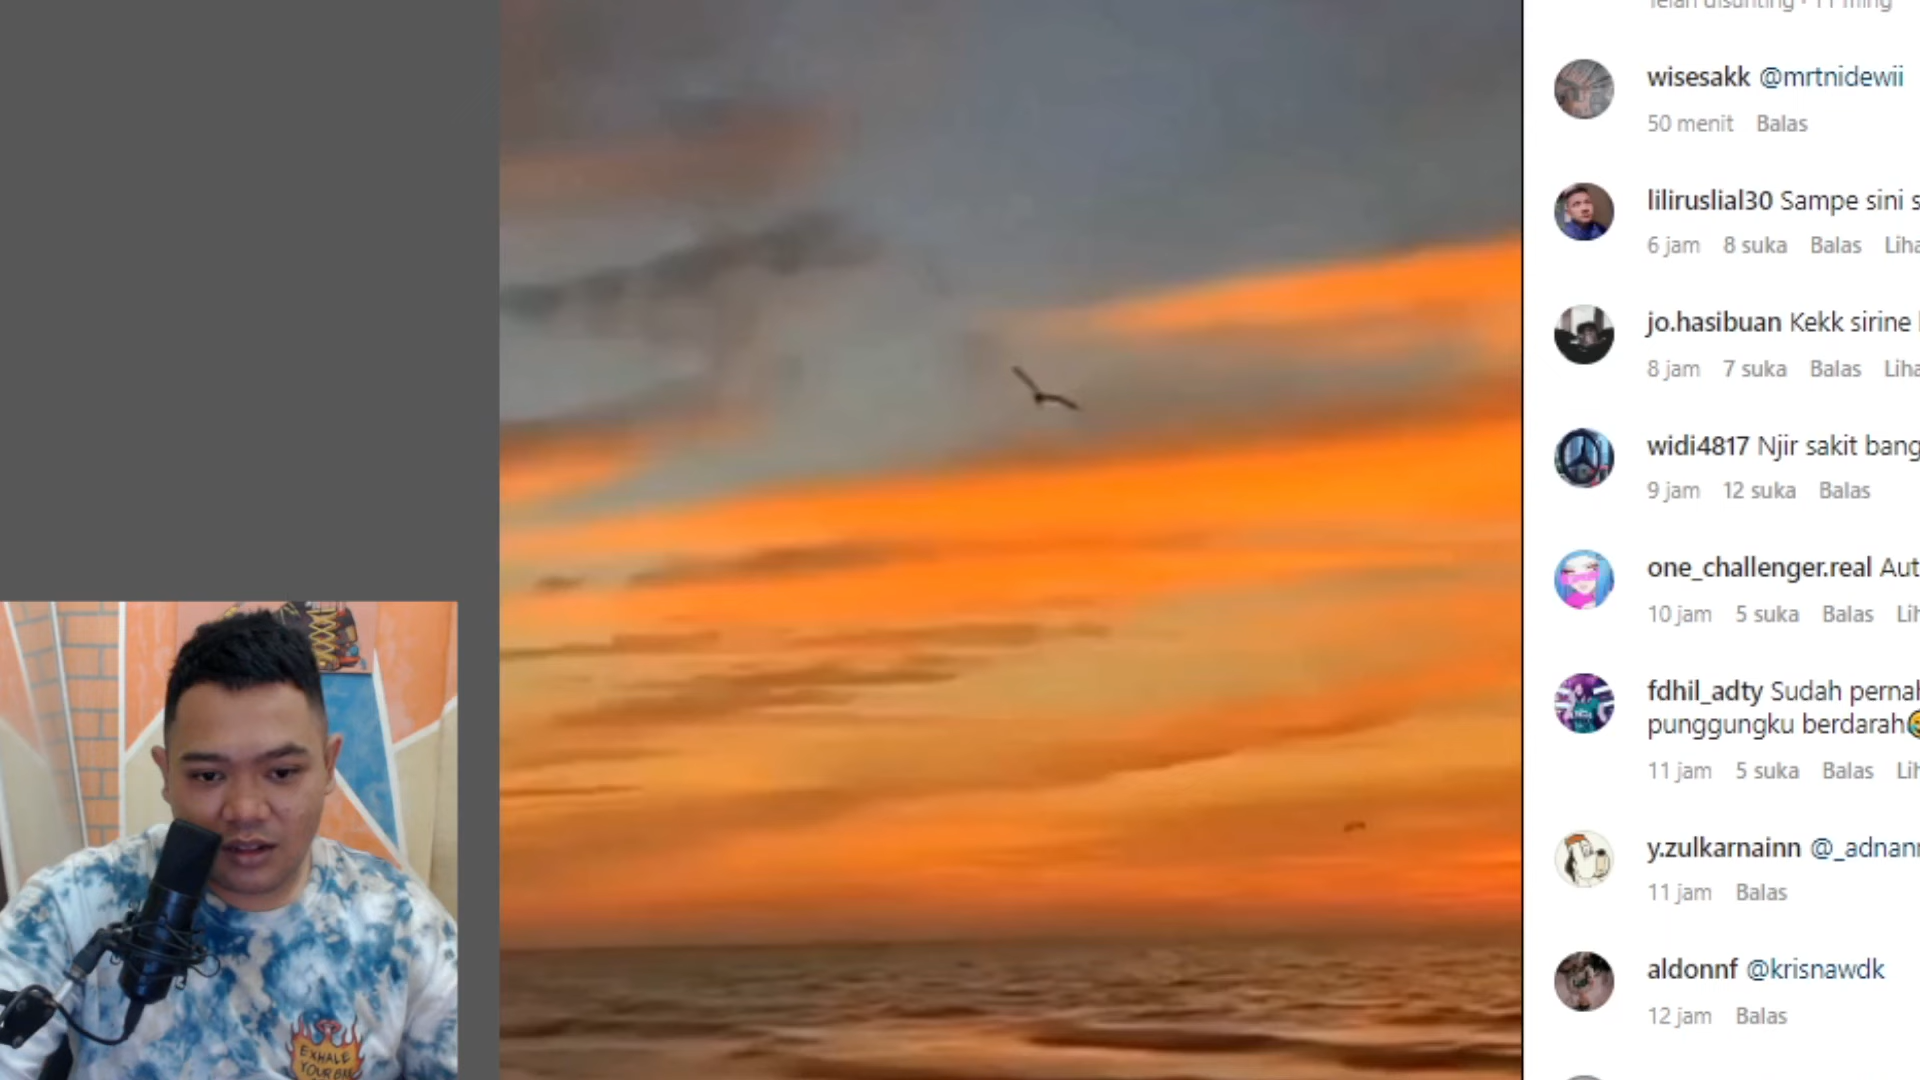 wisesakk @mrtnidewii
50 menit Balas
liliruslial30 Sampe sini
6 jam 8 suka Balas
jo.hasibuan Kekk sirine
8 jam 7 suka Balas
widi4817 Njir sakit bang
9 jam 12 suka Balas
one_challenger.real
10 jam 5 suka Balas
fdhil_adty Sudah
punggungku berdarah
11 jam 5 suka Balas
y.zulkarnainn
11 jam Balas
aldonnf @krisnawdk
12 jam Balas
EXHALE
YOUR